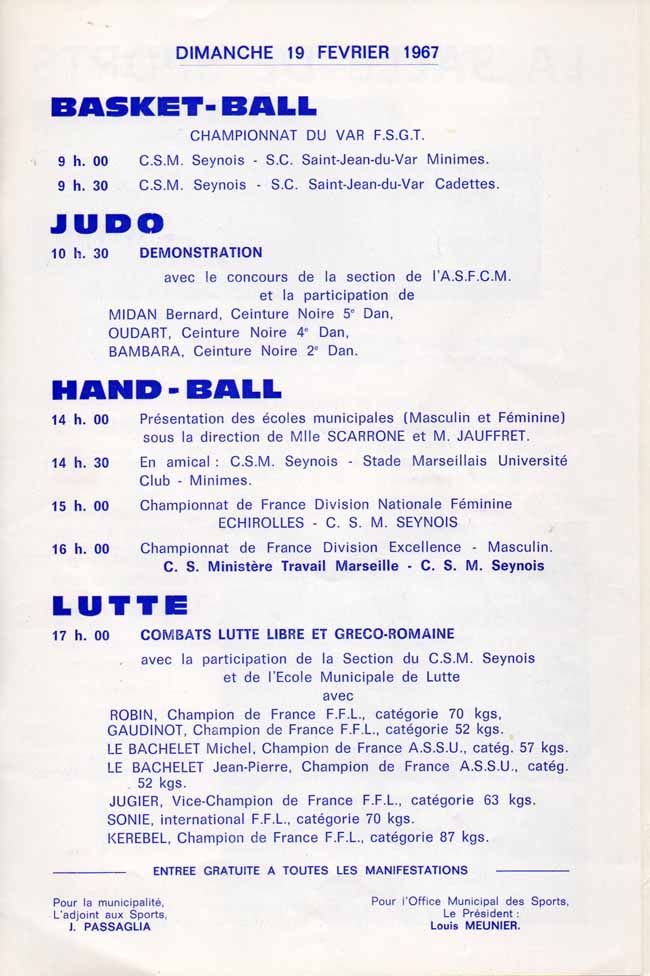 DIMANCHE 19 FEVRIER 1967
BASKET-BALL
CHAMPIONNAT DU VAR F.S.G.T.
9 h. 00 C.S.M. Seynois - S.C. Saint-Jean-du-Var Minimes.
9 h. 30 C.S.M. Seynois - S.C. Saint-Jean-du-Var Cadettes.
JUDO
10 h. 30 DEMONSTRATION
avec le concours de la section de l'A.S.F.C.M.
et la participation de
MIDAN Bernard, Ceinture Noire 5e Dan,
OUDART, Ceinture Noire 4e Dan,
BAMBARA, Ceinture Noire 2e Dan.
HAND-BALL
14 h. 00 Présentation des écoles municipales (Masculin et Féminine)
sous la direction de Mlle SCARRONE et M. JAUFFRET.
14 h. 30 En amical : C.S.M. Seynois - Stade Marseillais Université
Club - Minimes.
15 h. 00 Championnat de France Division Nationale Féminine
ECHIROLLES - C. S. M. SEYNOIS
16 h. 00 Championnat de France Division Excellence - Masculin.
C. S. Ministère Travail Marseille - C. S. M. Seynois
LUTTE
17 h. 00 COMBATS LUTTE LIBRE ET GRECO-ROMAINE
avec la participation de la Section du C.S.M. Seynois
et de l'Ecole Municipale de Lutte
avec
ROBIN, Champion de France F.F.L., catégorie 70 kgs,
GAUDINOT, Champion de France F.F.L., catégorie 52 kgs.
LE BACHELET Michel, Champion de France A.S.S.U., catég. 57 kgs.
LE BACHELET Jean-Pierre, Champion de France A.S.S.U., catég.
52 kgs.
JUGIER, Vice-Champion de France F.F.L., catégorie 63 kgs.
SONIE, international F.F.L., catégorie 70 kgs.
KEREBEL, Champion de France F.F.L., catégorie 87 kgs.
ENTREE GRATUITE A TOUTES LES MANIFESTATIONS
Pour la municipalité,
L'adjoint aux Sports,
J. PASSAGLIA
Pour l'Office Municipal des Sports,
Le Président :
Louis MEUNIER.